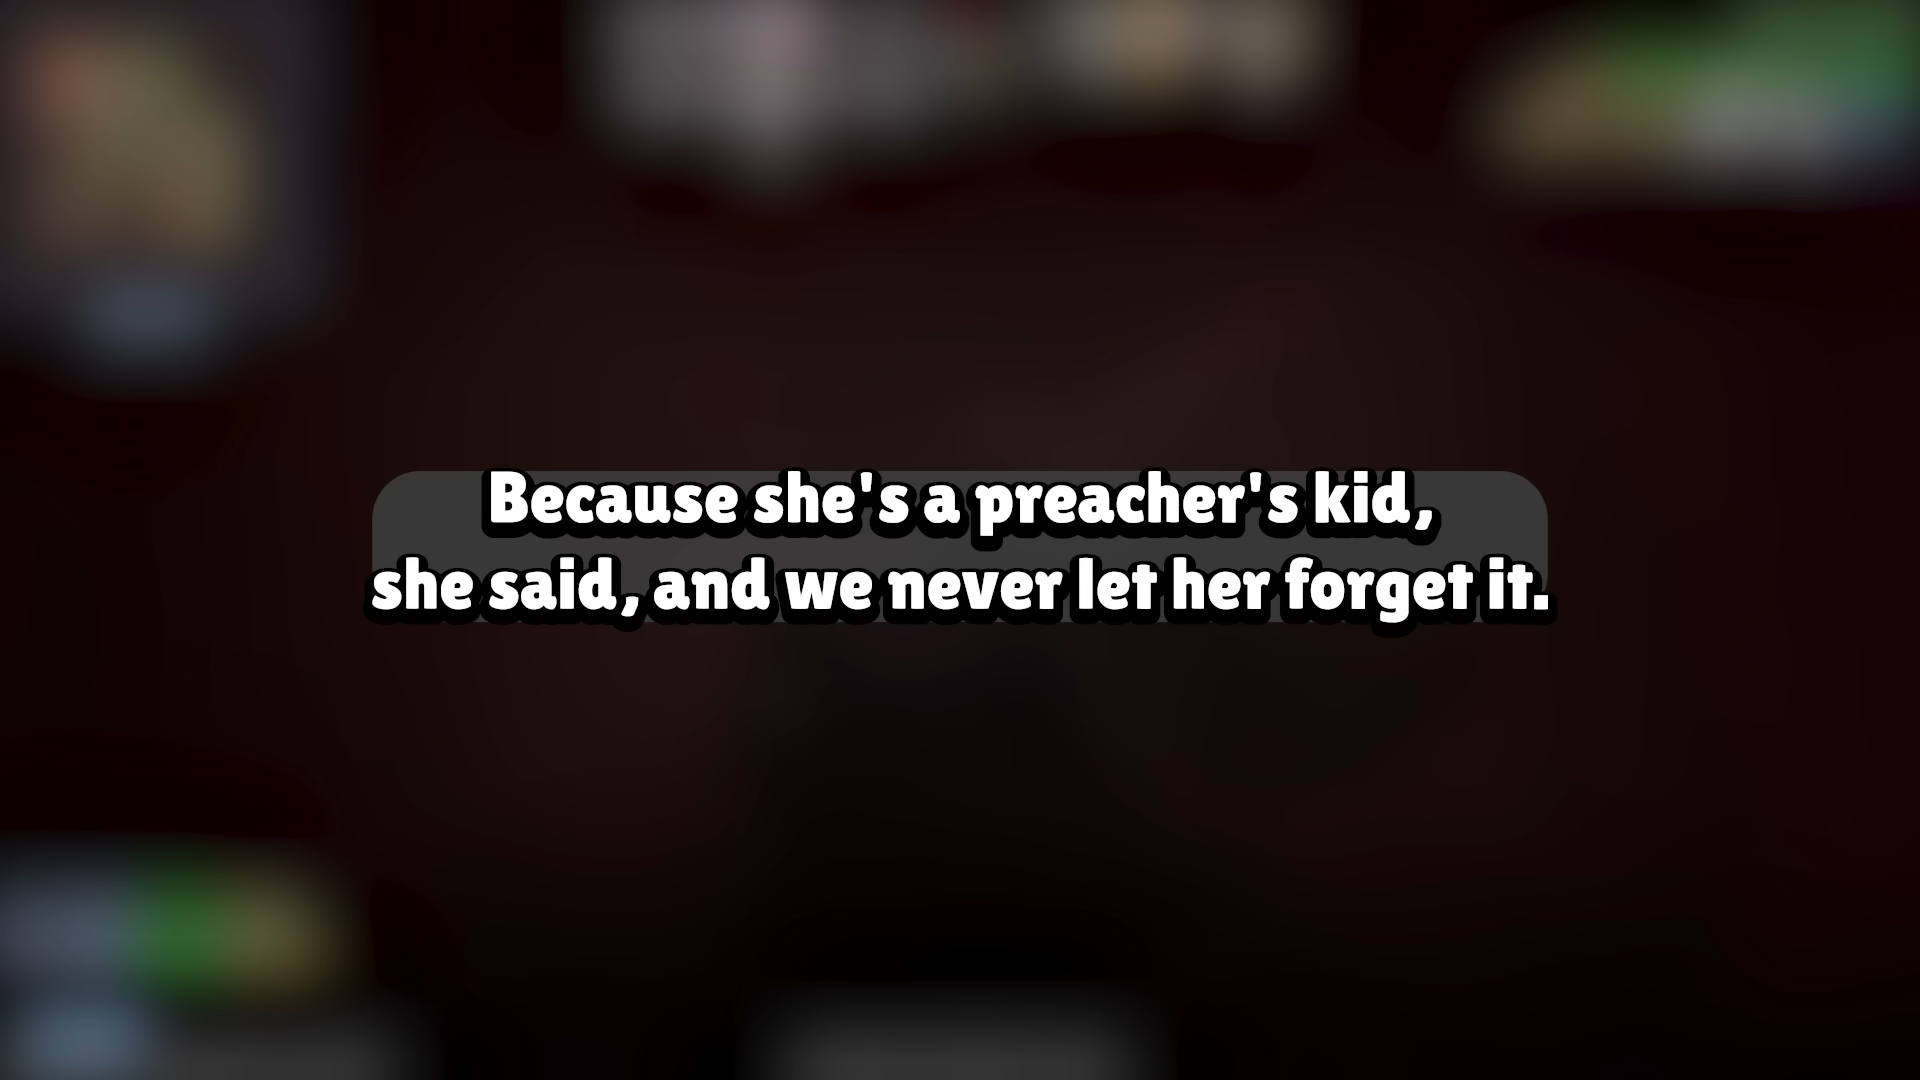 Because she's a preacher's kid,
she said, and we never let her forget it.